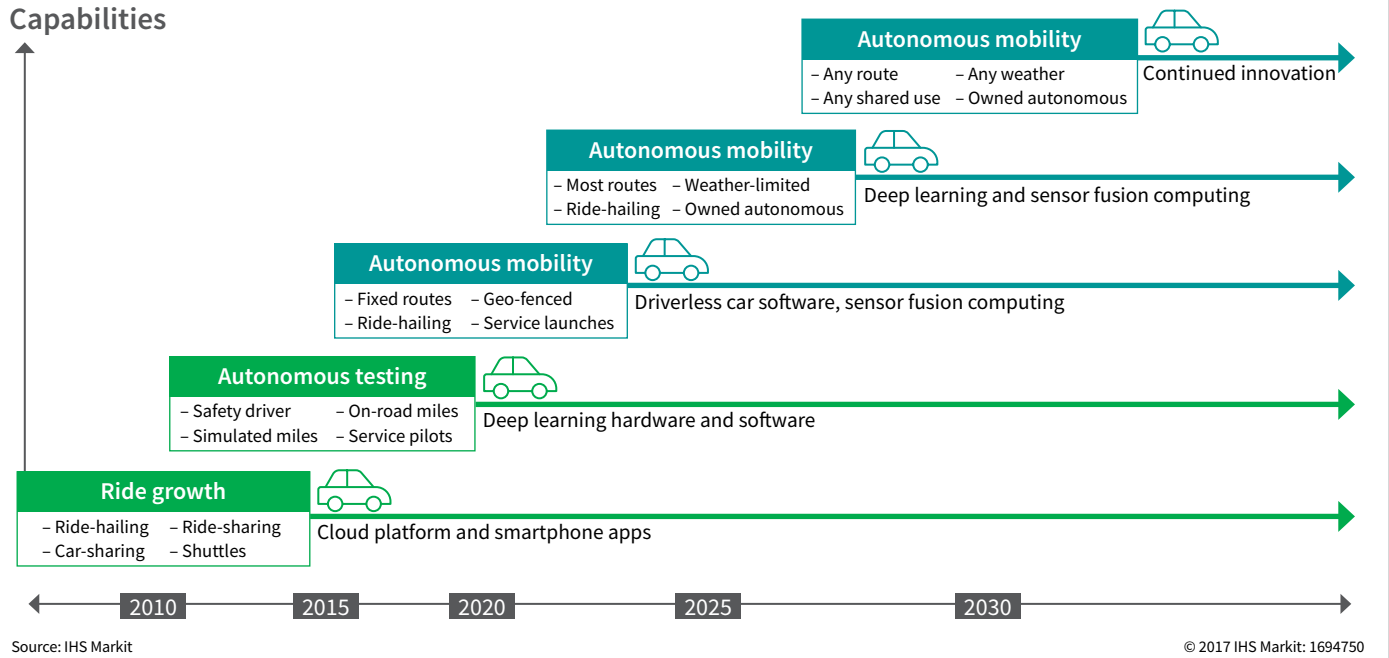 Capabilities
Autonomous mobility
– Any route – Any weather
– Any shared use – Owned autonomous
Continued innovation
Autonomous mobility
– Most routes – Weather-limited
– Ride-hailing – Owned autonomous
Deep learning and sensor fusion computing
Autonomous mobility
– Fixed routes – Geo-fenced
– Ride-hailing – Service launches
Driverless car software, sensor fusion computing
Autonomous testing
– Safety driver – On-road miles
– Simulated miles – Service pilots
Deep learning hardware and software
Ride growth
– Ride-hailing – Ride-sharing
– Car-sharing – Shuttles
Cloud platform and smartphone apps
2010 2015 2020 2025 2030
Source: IHS Markit © 2017 IHS Markit: 1694750